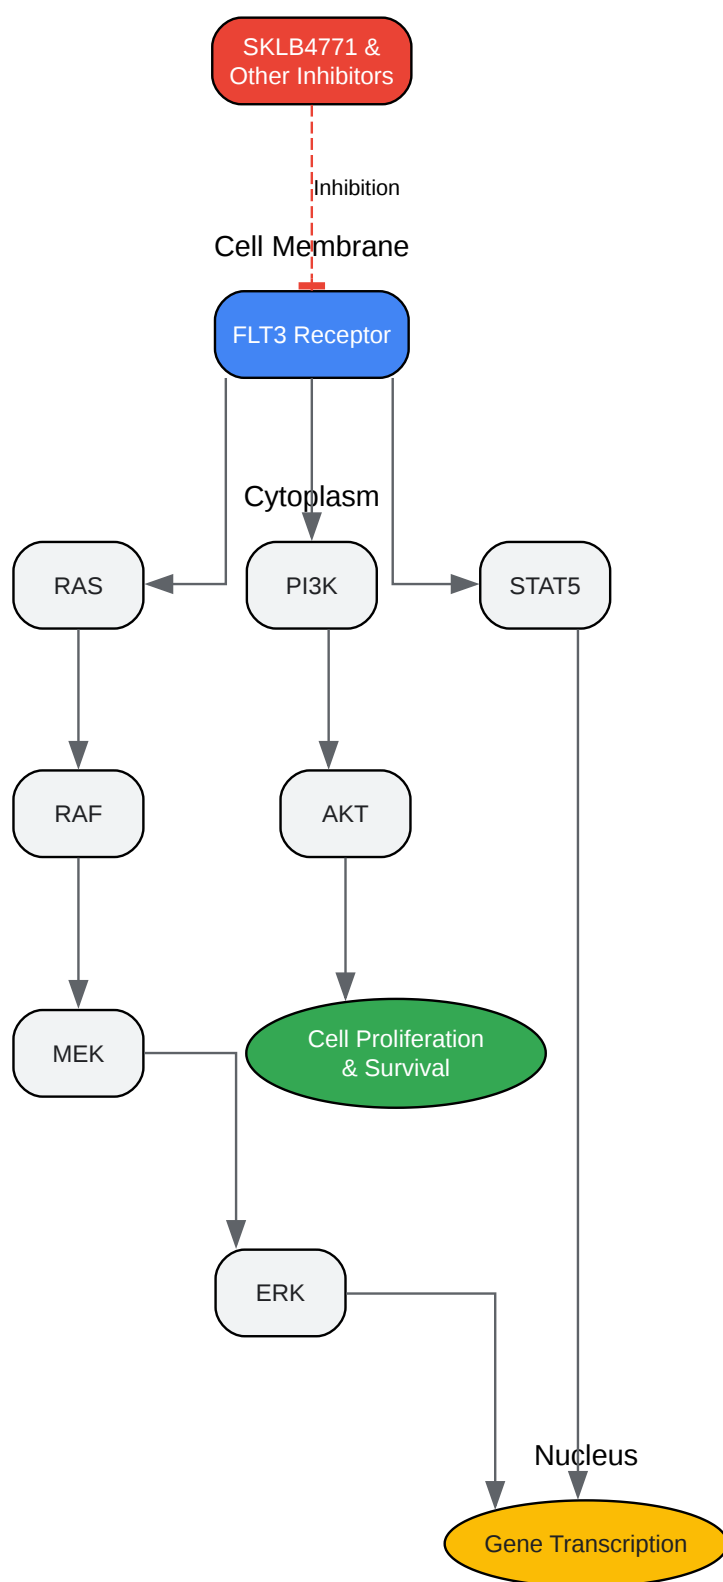 SKLB4771 &
Other Inhibitors
Inhibition
Cell Membrane
FLT3 Receptor
Cytoplasm
RAS
PI3K
STAT5
RAF
AKT
MEK
Cell Proliferation
& Survival
ERK
Nucleus
Gene Transcription